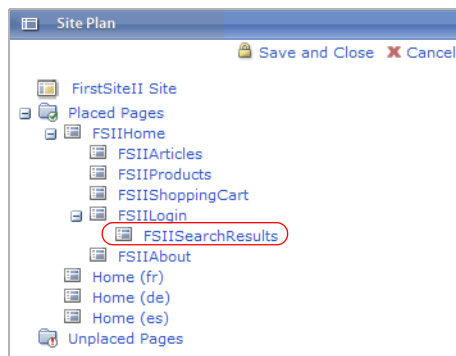 Site Plan
Save and Close Cancel
FirstSiteII Site
Placed Pages
FSIIHome
FSIIArticles
FSIIProducts
FSIIShoppingCart
FSIILogin
FSIISearchResults
FSIIAbout
Home (fr)
Home (de)
Home (es)
Unplaced Pages